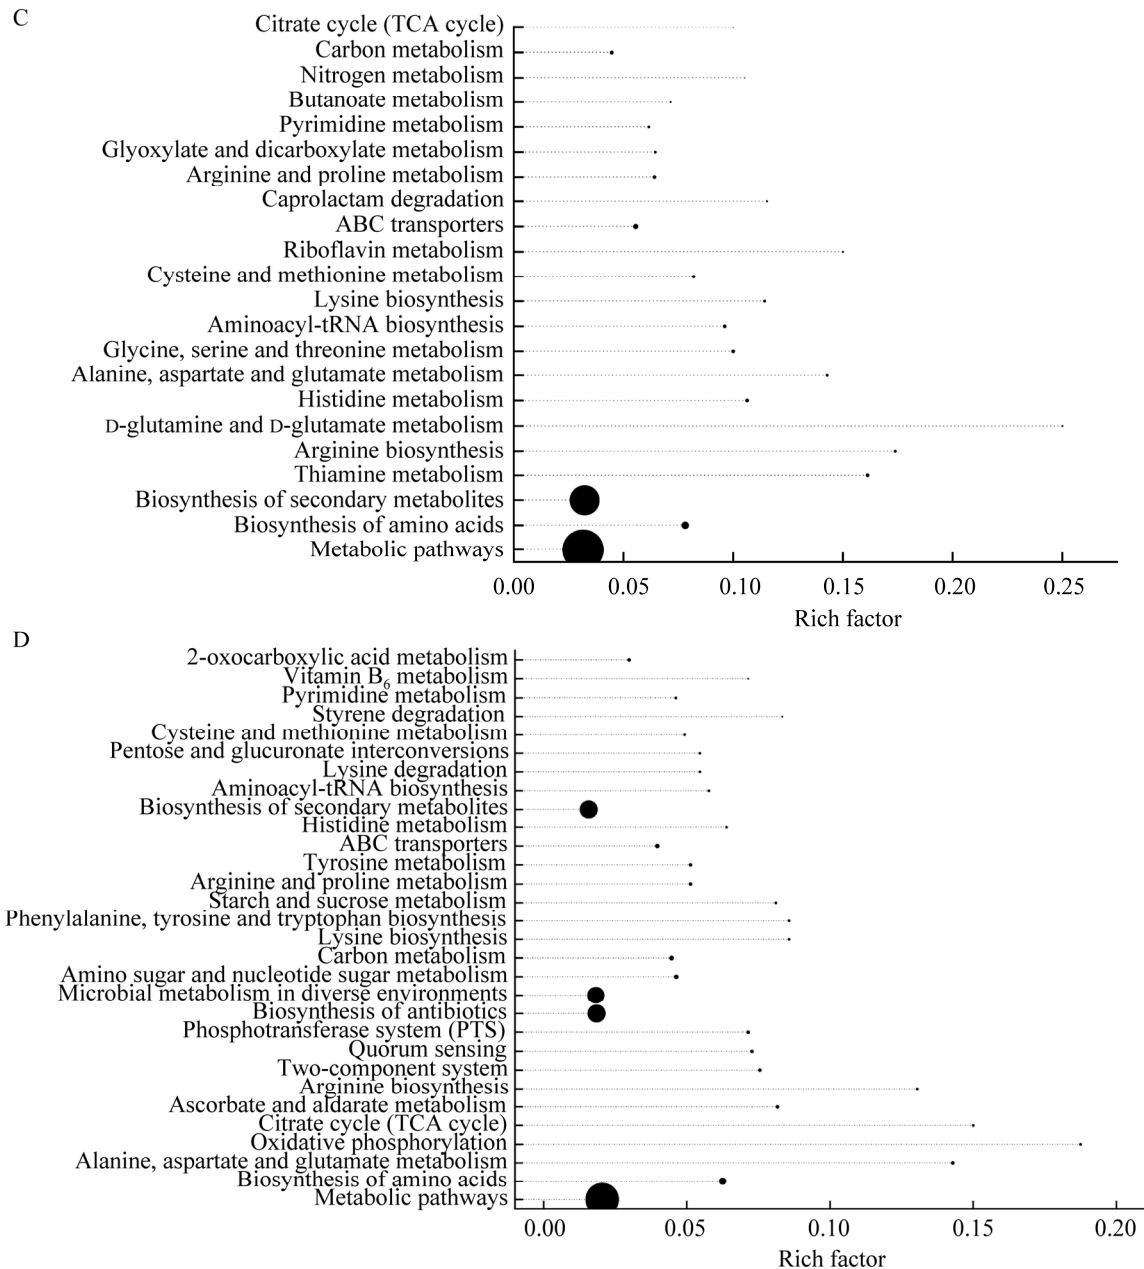 C
Citrate cycle (TCA cycle)
Carbon metabolism
Nitrogen metabolism
Butanoate metabolism
Pyrimidine metabolism
Glyoxylate and dicarboxylate metabolism
Arginine and proline metabolism
Caprolactam degradation
ABC transporters
Riboflavin metabolism
Cysteine and methionine metabolism
Lysine biosynthesis
Aminoacyl-tRNA biosynthesis
Glycine, serine and threonine metabolism
Alanine, aspartate and glutamate metabolism
Histidine metabolism
D-glutamine and D-glutamate metabolism
Arginine biosynthesis
Thiamine metabolism
Biosynthesis of secondary metabolites
Biosynthesis of amino acids
Metabolic pathways
0.00 0.05 0.10 0.15 0.20 0.25
Rich factor
D
2-oxocarboxylic acid metabolism
Vitamin B6 metabolism
Pyrimidine metabolism
Styrene degradation
Cysteine and methionine metabolism
Pentose and glucuronate interconversions
Lysine degradation
Aminoacyl-tRNA biosynthesis
Biosynthesis of secondary metabolites
Histidine metabolism
ABC transporters
Tyrosine metabolism
Arginine and proline metabolism
Starch and sucrose metabolism
Phenylalanine, tyrosine and tryptophan biosynthesis
Lysine biosynthesis
Carbon metabolism
Amino sugar and nucleotide sugar metabolism
Microbial metabolism in diverse environments
Biosynthesis of antibiotics
Phosphotransferase system (PTS)
Quorum sensing
Two-component system
Arginine biosynthesis
Ascorbate and aldarate metabolism
Citrate cycle (TCA cycle)
Oxidative phosphorylation
Alanine, aspartate and glutamate metabolism
Biosynthesis of amino acids
Metabolic pathways
0.00 0.05 0.10 0.15 0.20
Rich factor